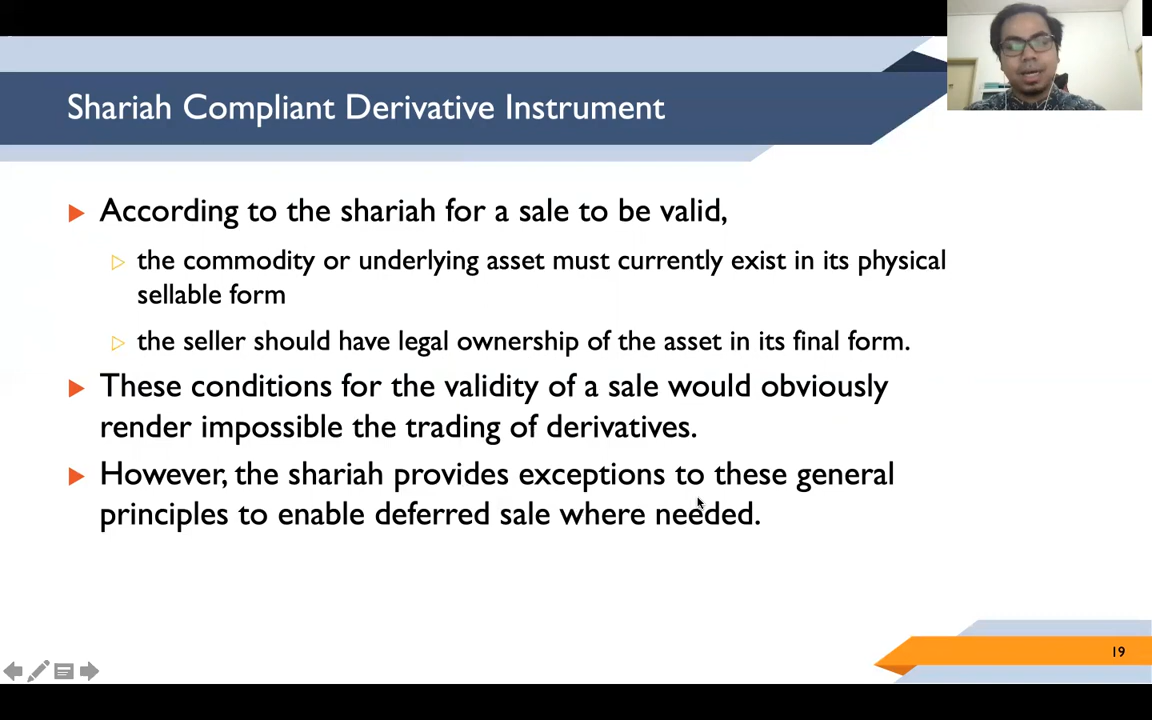 Shariah Compliant Derivative Instrument
According to the shariah for a sale to be valid,
the commodity or underlying asset must currently exist in its physical
sellable form
the seller should have legal ownership of the asset in its final form.
These conditions for the validity of a sale would obviously
render impossible the trading of derivatives.
However, the shariah provides exceptions to these general
principles to enable deferred sale where needed.
19